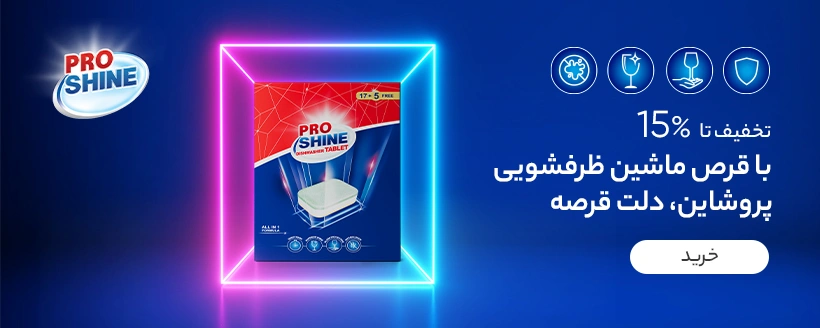 PRO
SHINE
17+5 FREE
PRO
SHINE
DISHWASHER TABLET
ALL IN 1
FORMULA
تخفیف تا 15%
با قرص ماشین ظرفشویی
پروشاین، دلت قرصه
خرید